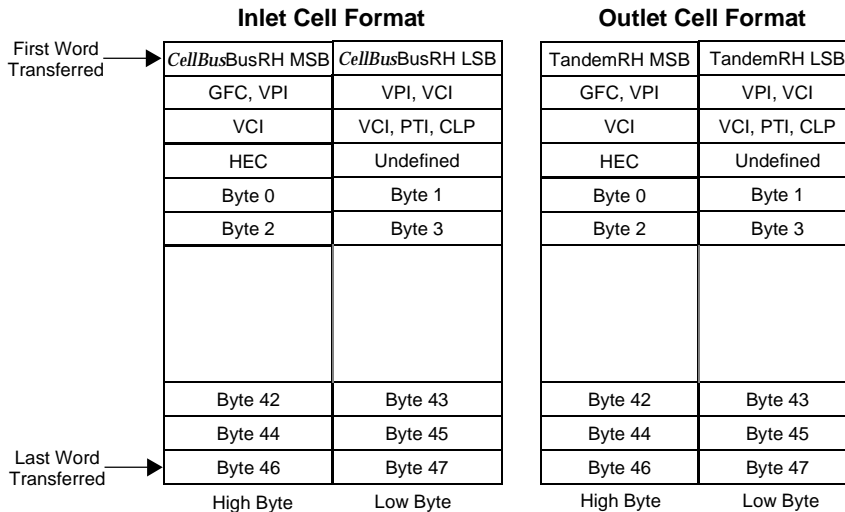 Inlet Cell Format
Outlet Cell Format
First Word
Transferred
CellBusBusRH MSB CellBusBusRH LSB
TandemRH MSB TandemRH LSB
GFC, VPI VPI, VCI
GFC, VPI VPI, VCI
VCI VCI, PTI, CLP
VCI VCI, PTI, CLP
HEC Undefined
HEC Undefined
Byte 0 Byte 1
Byte 0 Byte 1
Byte 2 Byte 3
Byte 2 Byte 3
Byte 42 Byte 43
Byte 42 Byte 43
Byte 44 Byte 45
Byte 44 Byte 45
Last Word
Transferred
Byte 46 Byte 47
Byte 46 Byte 47
High Byte Low Byte
High Byte Low Byte